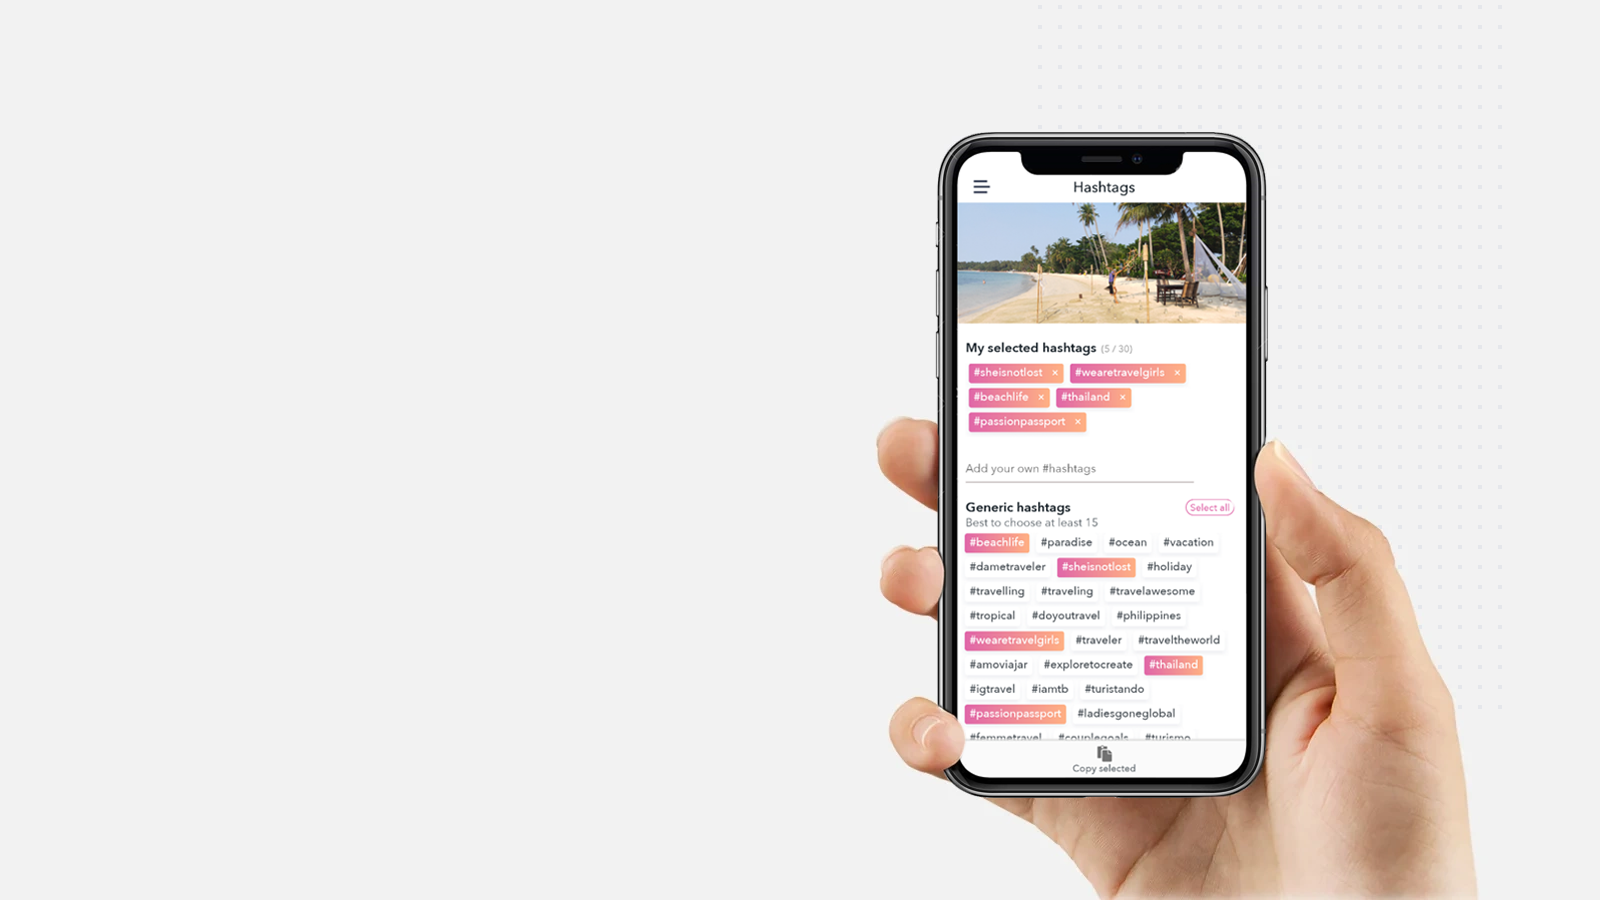 Hashtags
My selected hashtags (5 / 30)
#sheisnotlost × #wearetravelgirls ×
#beachlife × #thailand ×
#passionpassport ×
Add your own #hashtags
Generic hashtags Select all
Best to choose at least 15
#beachlife #paradise #ocean #vacation
#dametraveler #sheisnotlost #holiday
#travelling #traveling #travelawesome
#tropical #doyoutravel #philippines
#wearetravelgirls #traveler #traveltheworld
#amoviajar #exploretocreate #thailand
#igtravel #iamtb #turistando
#passionpassport #ladiesgoneglobal
#femmetravel #couplegoals #turismo
Copy selected